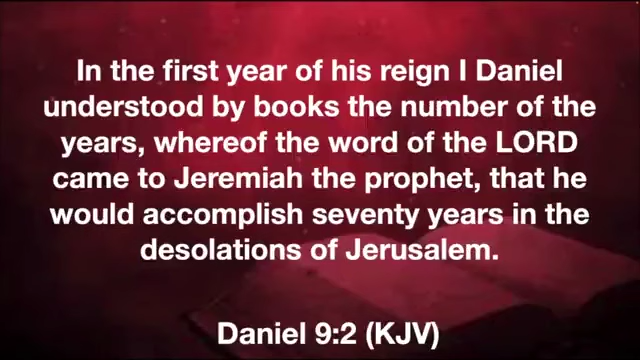 In the first year of his reign I Daniel
understood by books the number of the
years, whereof the word of the LORD
came to Jeremiah the prophet, that he
would accomplish seventy years in the
desolations of Jerusalem.
Daniel 9:2 (KJV)